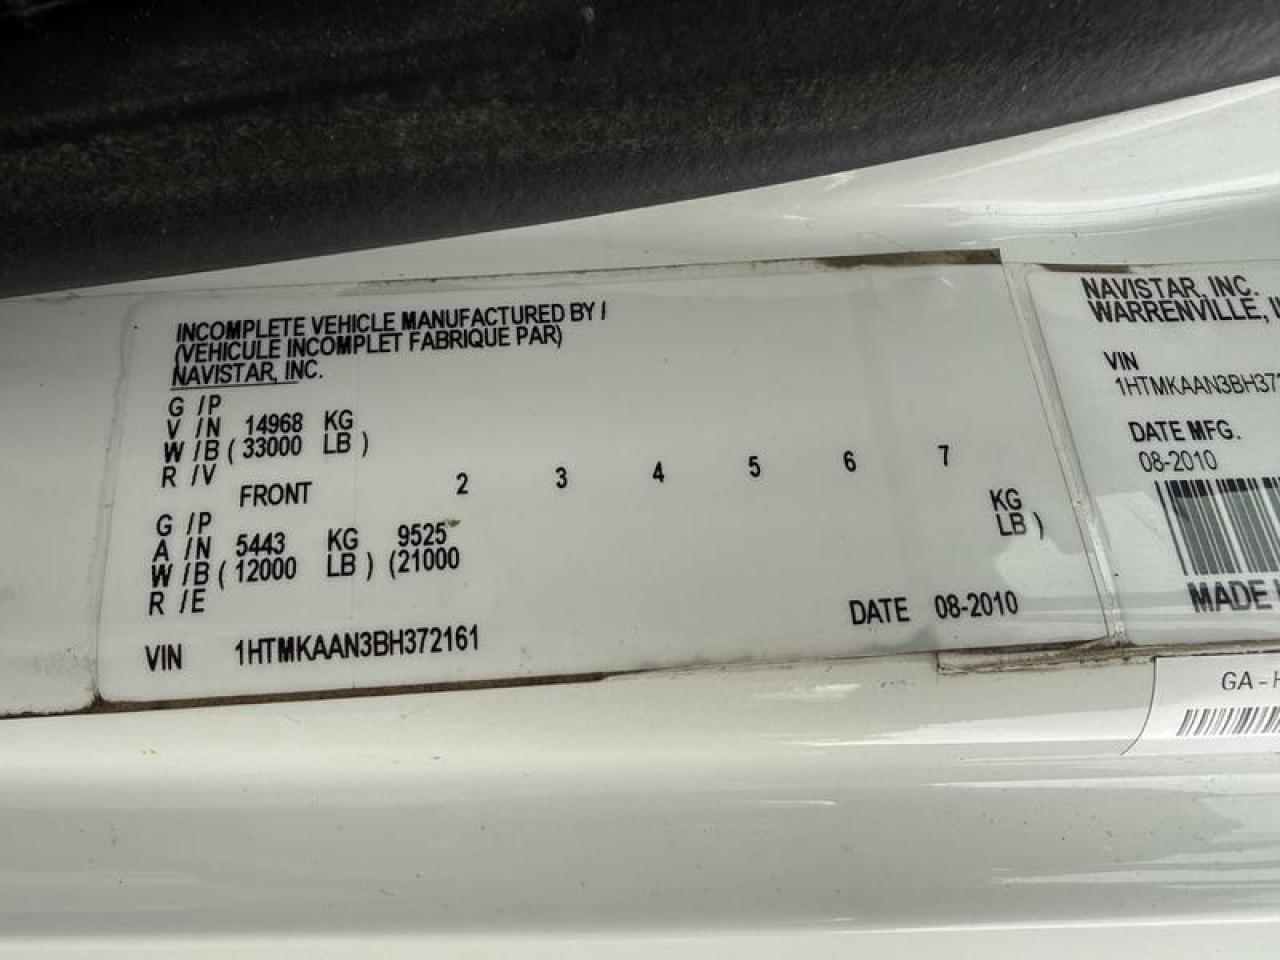 INCOMPLETE VEHICLE MANUFACTURED BY I
(VEHICULE INCOMPLET FABRIQUE PAR)
NAVISTAR, INC.
G /P
V /N 14968 KG
W /B ( 33000 LB )
R /V
FRONT 2 3 4 5 6 7
G /P
A /N 5443 KG 9525 KG
W /B ( 12000 LB ) (21000 LB )
R /E
VIN 1HTMKAAN3BH372161
DATE 08-2010
NAVISTAR, INC.
WARRENVILLE,
VIN
1HTMKAAN3BH372
DATE MFG.
08-2010
MADE
GA - H